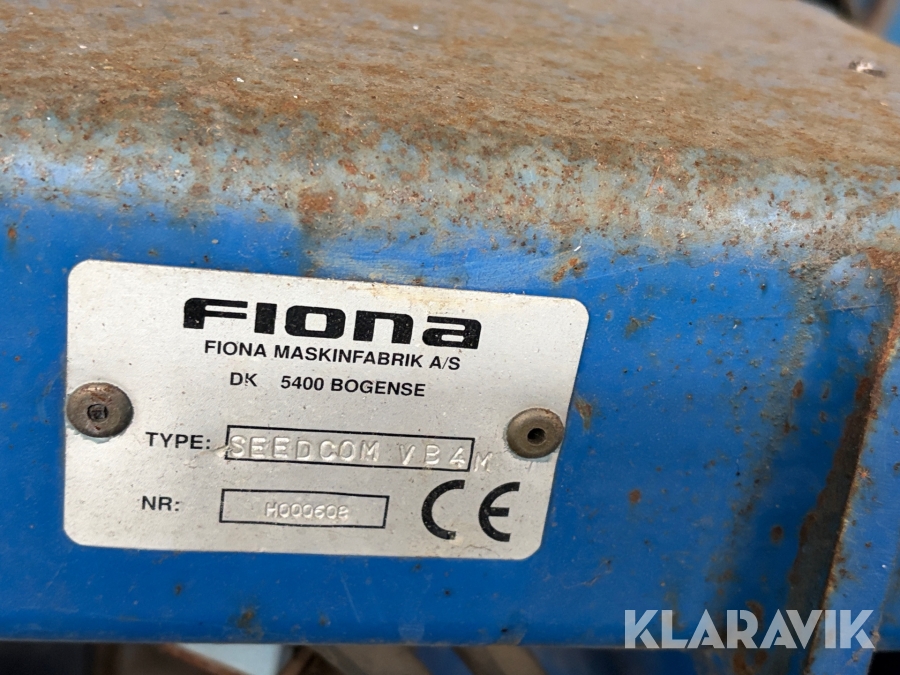 Fiona
FIONA MASKINFABRIK A/S
DK 5400 BOGENSE
TYPE: SEEDCOM VB4M
NR: H000608
CE
KLARAVIK